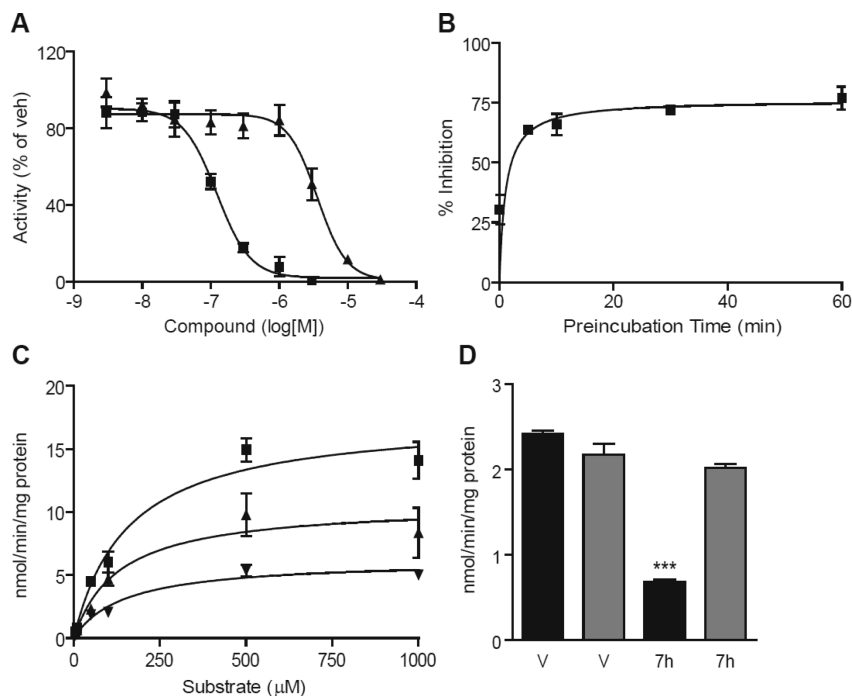 A
Activity (% of veh)
120
80
40
0
-9
-8
-7
-6
-5
-4
Compound (log[M])
B
% Inhibition
100
75
50
25
0
0
20
40
60
Preincubation Time (min)
C
nmol/min/mg protein
20
15
10
5
0
0
250
500
750
1000
Substrate (μM)
D
nmol/min/mg protein
3
2
1
0
***
V
V
7h
7h